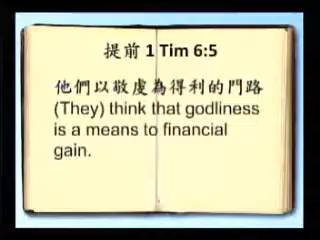 提前 1 Tim 6:5
他們以敬虔為得利的門路
(They) think that godliness
is a means to financial
gain.